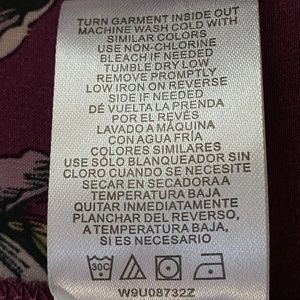 TURN GARMENT INSIDE OUT
MACHINE WASH COLD WITH
SIMILAR COLORS
USE NON-CHLORINE
BLEACH IF NEEDED
TUMBLE DRY LOW
REMOVE PROMPTLY
LOW IRON ON REVERSE
SIDE IF NEEDED
DÉ VUELTA LA PRENDA
POR EL REVÉS
LAVADO A MÁQUINA
CON AGUA FRÍA
COLORES SIMILARES
USE SÓLO BLANQUEADOR SIN
CLORO CUANDO SE NECESITE
SECAR EN SECADORA A
TEMPERATURA BAJA
QUITAR INMEDIATAMENTE
PLANCHAR DEL REVERSO,
A TEMPERATURA BAJA,
SI ES NECESARIO
30C
W9U08732Z